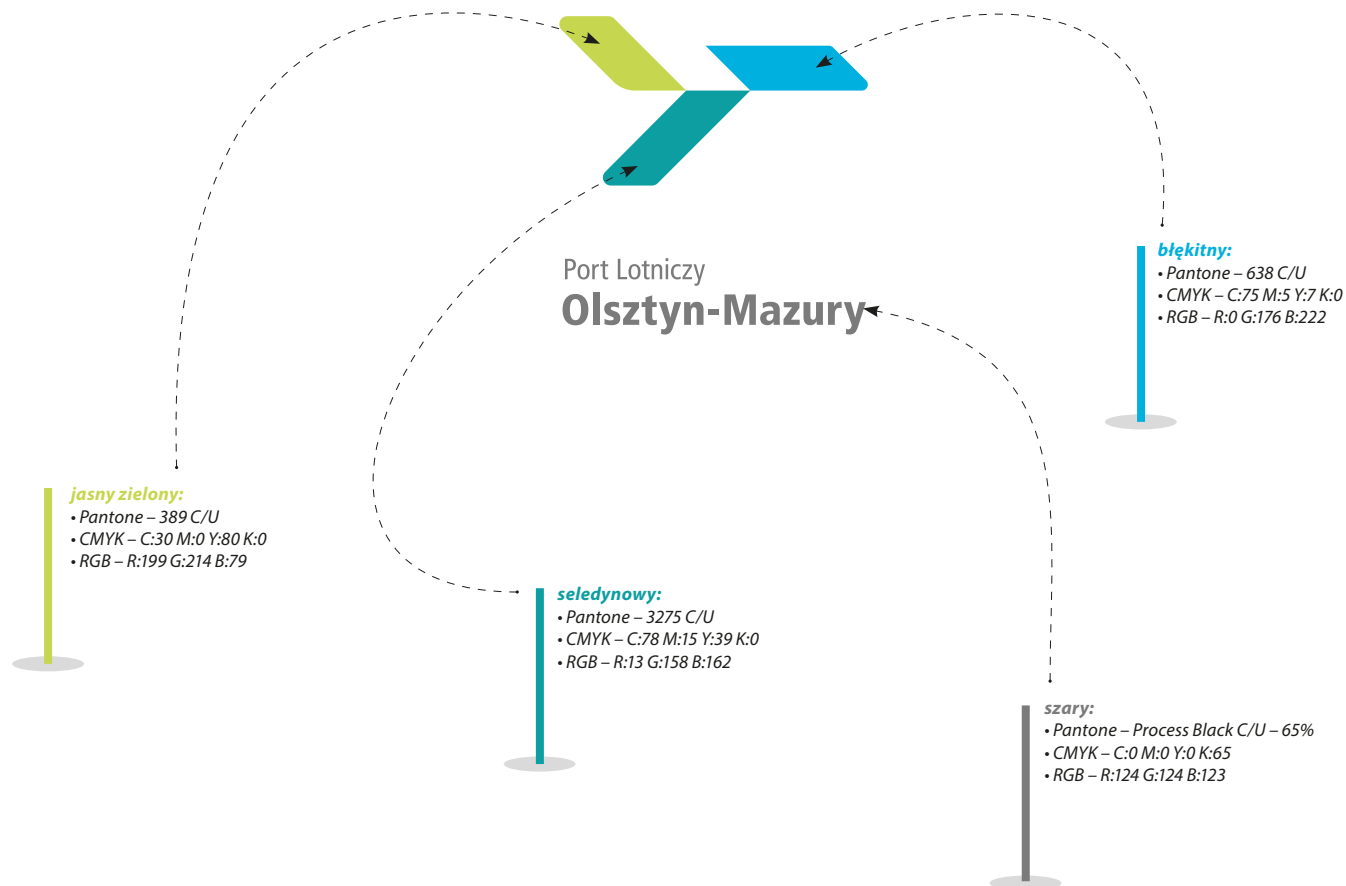 Port Lotniczy
Olsztyn-Mazury
błękitny:
• Pantone – 638 C/U
• CMYK – C:75 M:5 Y:7 K:0
• RGB – R:0 G:176 B:222
jasny zielony:
• Pantone – 389 C/U
• CMYK – C:30 M:0 Y:80 K:0
• RGB – R:199 G:214 B:79
seledynowy:
• Pantone – 3275 C/U
• CMYK – C:78 M:15 Y:39 K:0
• RGB – R:13 G:158 B:162
szary:
• Pantone – Process Black C/U – 65%
• CMYK – C:0 M:0 Y:0 K:65
• RGB – R:124 G:124 B:123